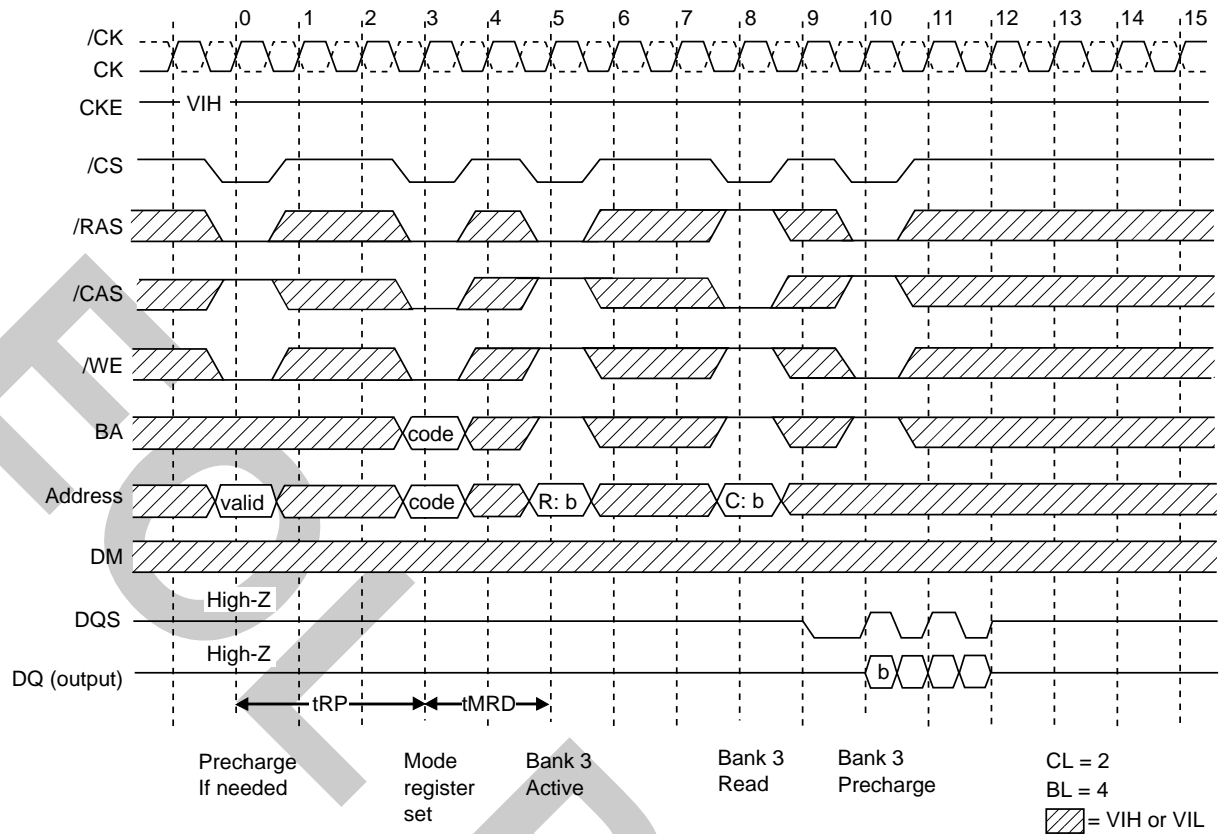 0 1 2 3 4 5 6 7 8 9 10 11 12 13 14 15
/CK
CK
CKE VIH
/CS
/RAS
/CAS
/WE
BA code
Address valid code R: b C: b
DM
High-Z
DQS
High-Z
DQ (output) b
tRP tMRD
Precharge If needed
Mode register set
Bank 3 Active
Bank 3 Read
Bank 3 Precharge
CL = 2
BL = 4
= VIH or VIL